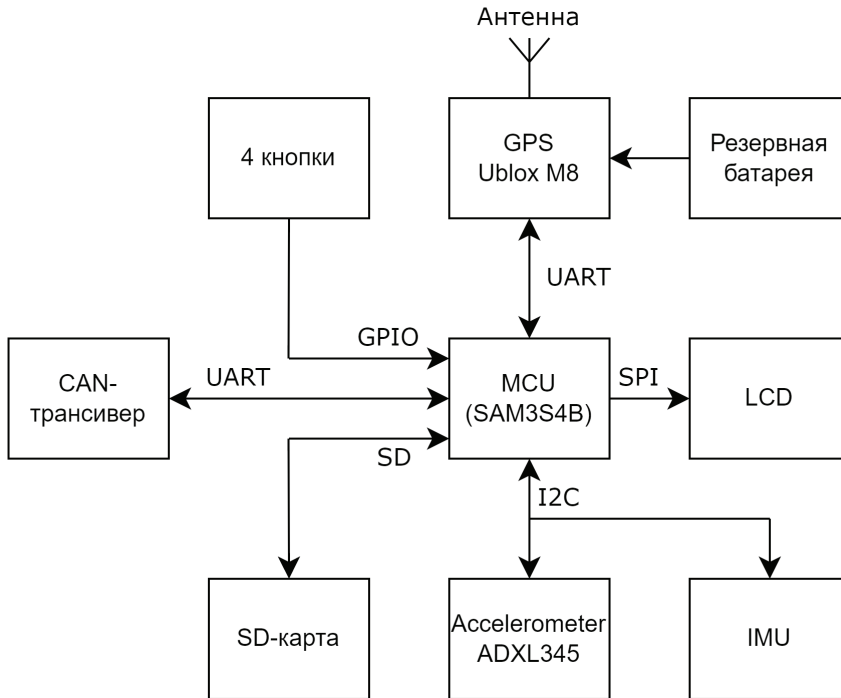 Антенна
4 кнопки
GPS
Ublox M8
Резервная
батарея
UART
GPIO
CAN-
трансивер
UART
MCU
(SAM3S4B)
SPI
LCD
SD
I2C
SD-карта
Accelerometer
ADXL345
IMU